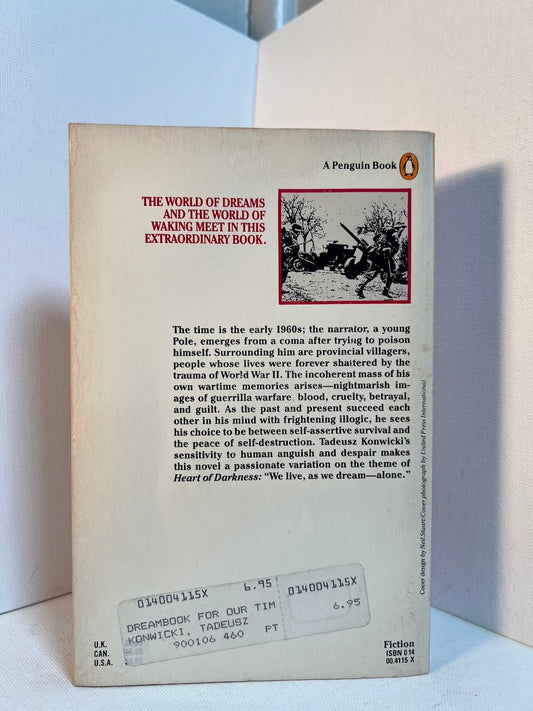 A Penguin Book
THE WORLD OF DREAMS
AND THE WORLD OF
WAKING MEET IN THIS
EXTRAORDINARY BOOK.
The time is the early 1960s; the narrator, a young
Pole, emerges from a coma after trying to poison
himself. Surrounding him are provincial villagers,
people whose lives were forever shattered by the
trauma of World War II. The incoherent mass of his
own wartime memories arises—nightmarish im-
ages of guerrilla warfare, blood, cruelty, betrayal,
and guilt. As the past and present succeed each
other in his mind with frightening illogic, he sees
his choice to be between self-assertive survival and
the peace of self-destruction. Tadeusz Konwicki's
sensitivity to human anguish and despair makes
this novel a passionate variation on the theme of
Heart of Darkness: "We live, as we dream—alone."
Cover design by Neil Stuart/Cover photograph by United Press International
014004115X 6.95
DREAMBOOK FOR OUR TIM
KONWICKI, TADEUSZ
900106 460 PT
014004115X
6.95
U.K.
CAN.
U.S.A.
Fiction
ISBN 0 14
00.4115 X